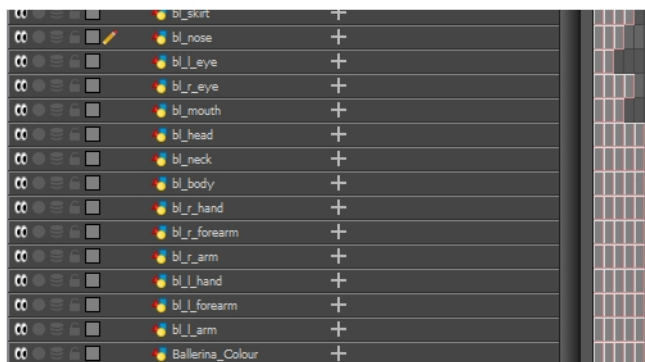 bl_skirt
bl_nose
bl_l_eye
bl_r_eye
bl_mouth
bl_head
bl_neck
bl_body
bl_r_hand
bl_r_forearm
bl_r_arm
bl_l_hand
bl_l_forearm
bl_l_arm
Ballerina_Colour